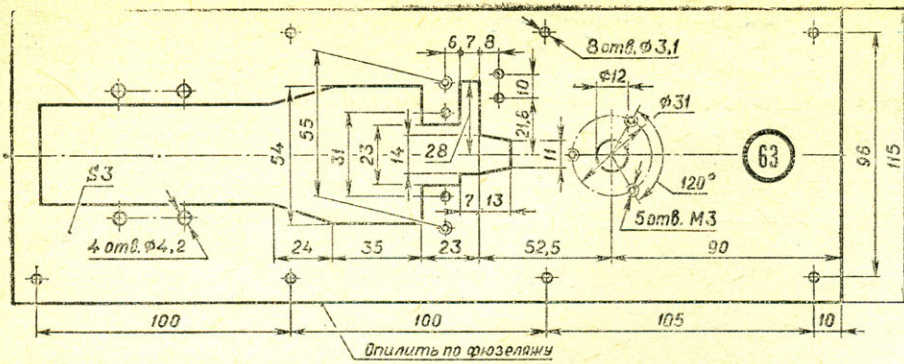 8 отв. Ф3,1
6 7 8
Ф12
10
Ф31
21,6
54
55
31
23
14
28
11
63
96
115
S3
120°
7 13
5 отв. М3
4 отв. Ф4,2
24 35 23 52,5 90
100 100 105 10
Опилить по фюзеляжу